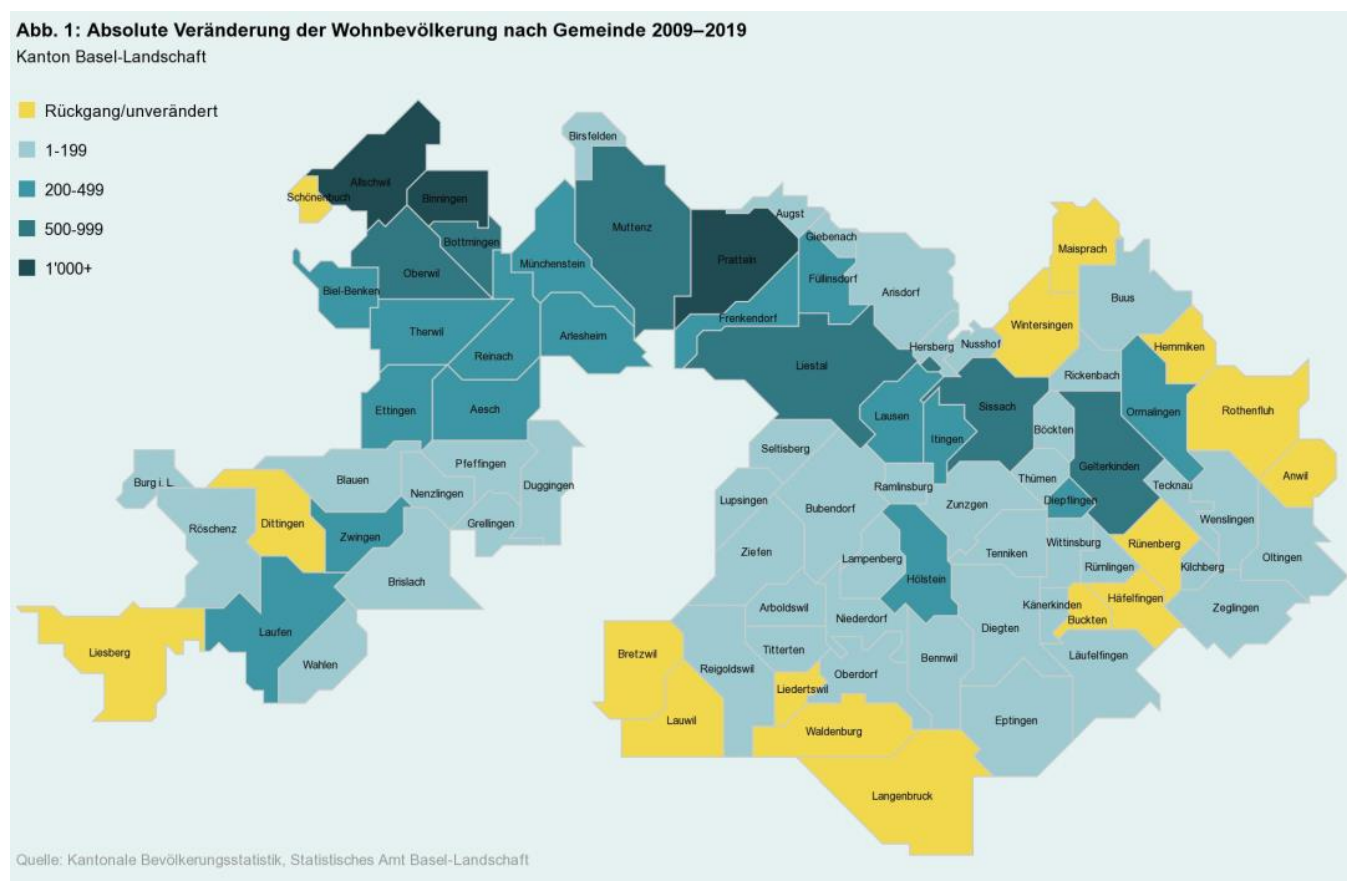 Abb. 1: Absolute Veränderung der Wohnbevölkerung nach Gemeinde 2009–2019
Kanton Basel-Landschaft
Rückgang/unverändert
1-199
200-499
500-999
1'000+
Birsfelden
Allschwil
Schönenbuch
Binningen
Augst
Muttenz
Giebenach
Bottmingen
Maisprach
Münchenstein
Pratteln
Oberwil
Füllinsdorf
Biel-Benken
Arisdorf
Buus
Frenkendorf
Wintersingen
Therwil
Arlesheim
Hersberg
Nusshof
Hemmiken
Reinach
Liestal
Rickenbach
Ettingen
Aesch
Lausen
Sissach
Ormalingen
Rothenfluh
Itingen
Böckten
Seltisberg
Pfeffingen
Gelterkinden
Burg i. L.
Blauen
Duggingen
Ramlinsburg
Thürnen
Anwil
Nenzlingen
Tecknau
Lupsingen
Bubendorf
Zunzgen
Diepflingen
Röschenz
Dittingen
Grellingen
Wenslingen
Zwingen
Ziefen
Tenniken
Wittinsburg
Rünenberg
Lampenberg
Oltingen
Rümlingen
Kilchberg
Brislach
Hölstein
Arboldswil
Känerkinden
Häfelfingen
Zeglingen
Niederdorf
Buckten
Laufen
Diegten
Liesberg
Bretzwil
Titterten
Läufelfingen
Wahlen
Reigoldswil
Oberdorf
Bennwil
Liedertswil
Lauwil
Waldenburg
Eptingen
Langenbruck
Quelle: Kantonale Bevölkerungsstatistik, Statistisches Amt Basel-Landschaft